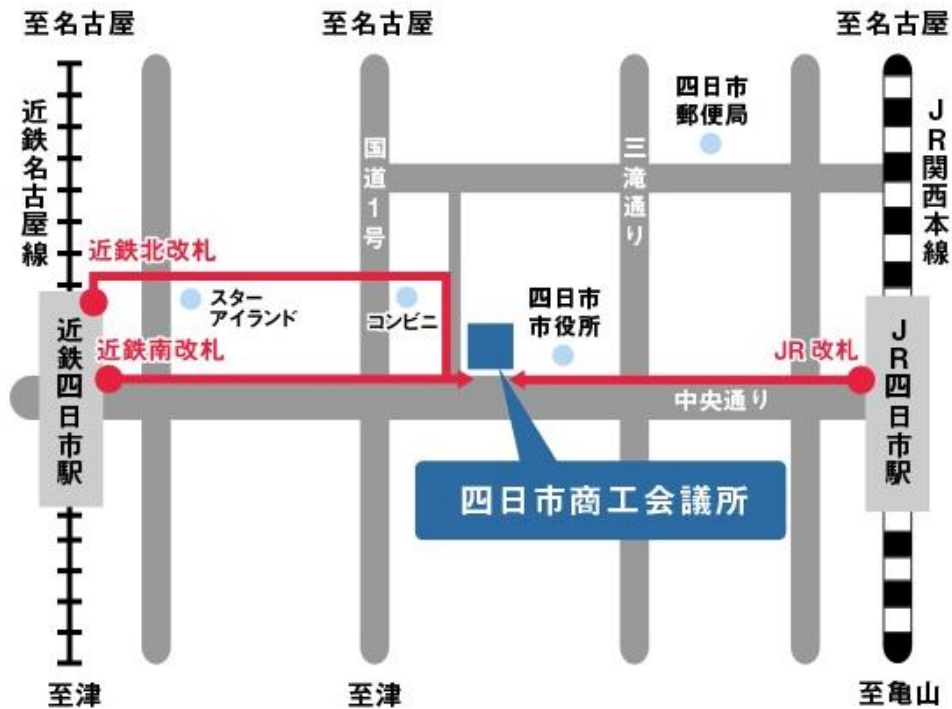 至名古屋
至名古屋
至名古屋
近鉄名古屋線
国道1号
三滝通り
四日市
郵便局
JR関西本線
近鉄北改札
スター
アイランド
コンビニ
四日市
市役所
近鉄南改札
JR改札
近鉄四日市駅
中央通り
JR四日市駅
四日市商工会議所
至津
至津
至亀山